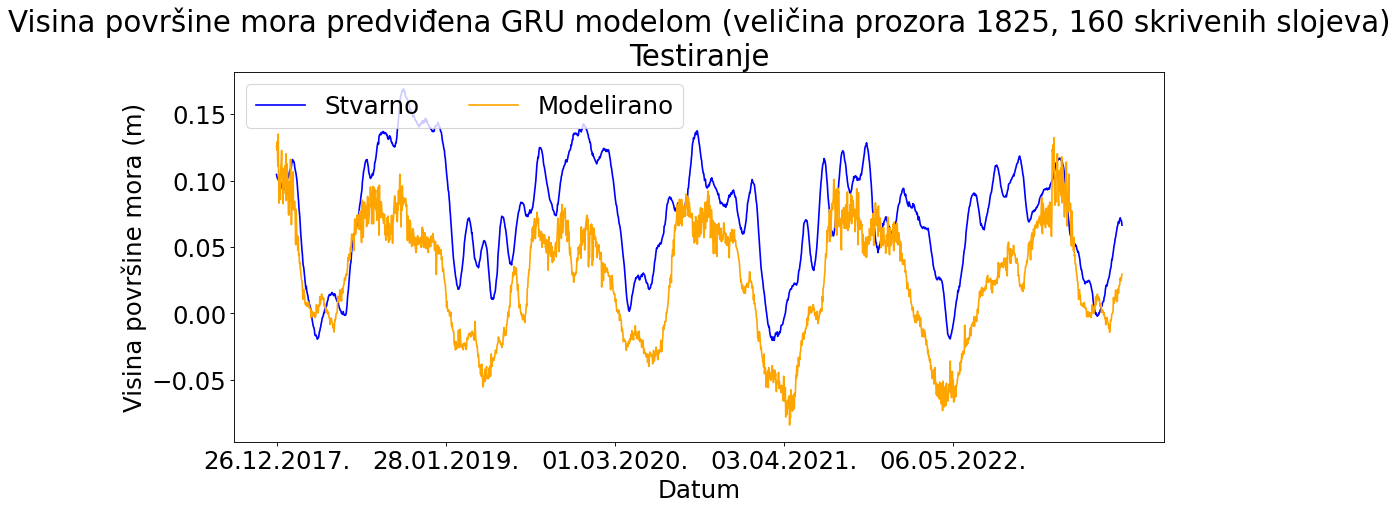 Visina površine mora predviđena GRU modelom (veličina prozora 1825, 160 skrivenih slojeva)
Testiranje
Stvarno Modelirano
Visina površine mora (m)
0.15
0.10
0.05
0.00
−0.05
26.12.2017. 28.01.2019. 01.03.2020. 03.04.2021. 06.05.2022.
Datum